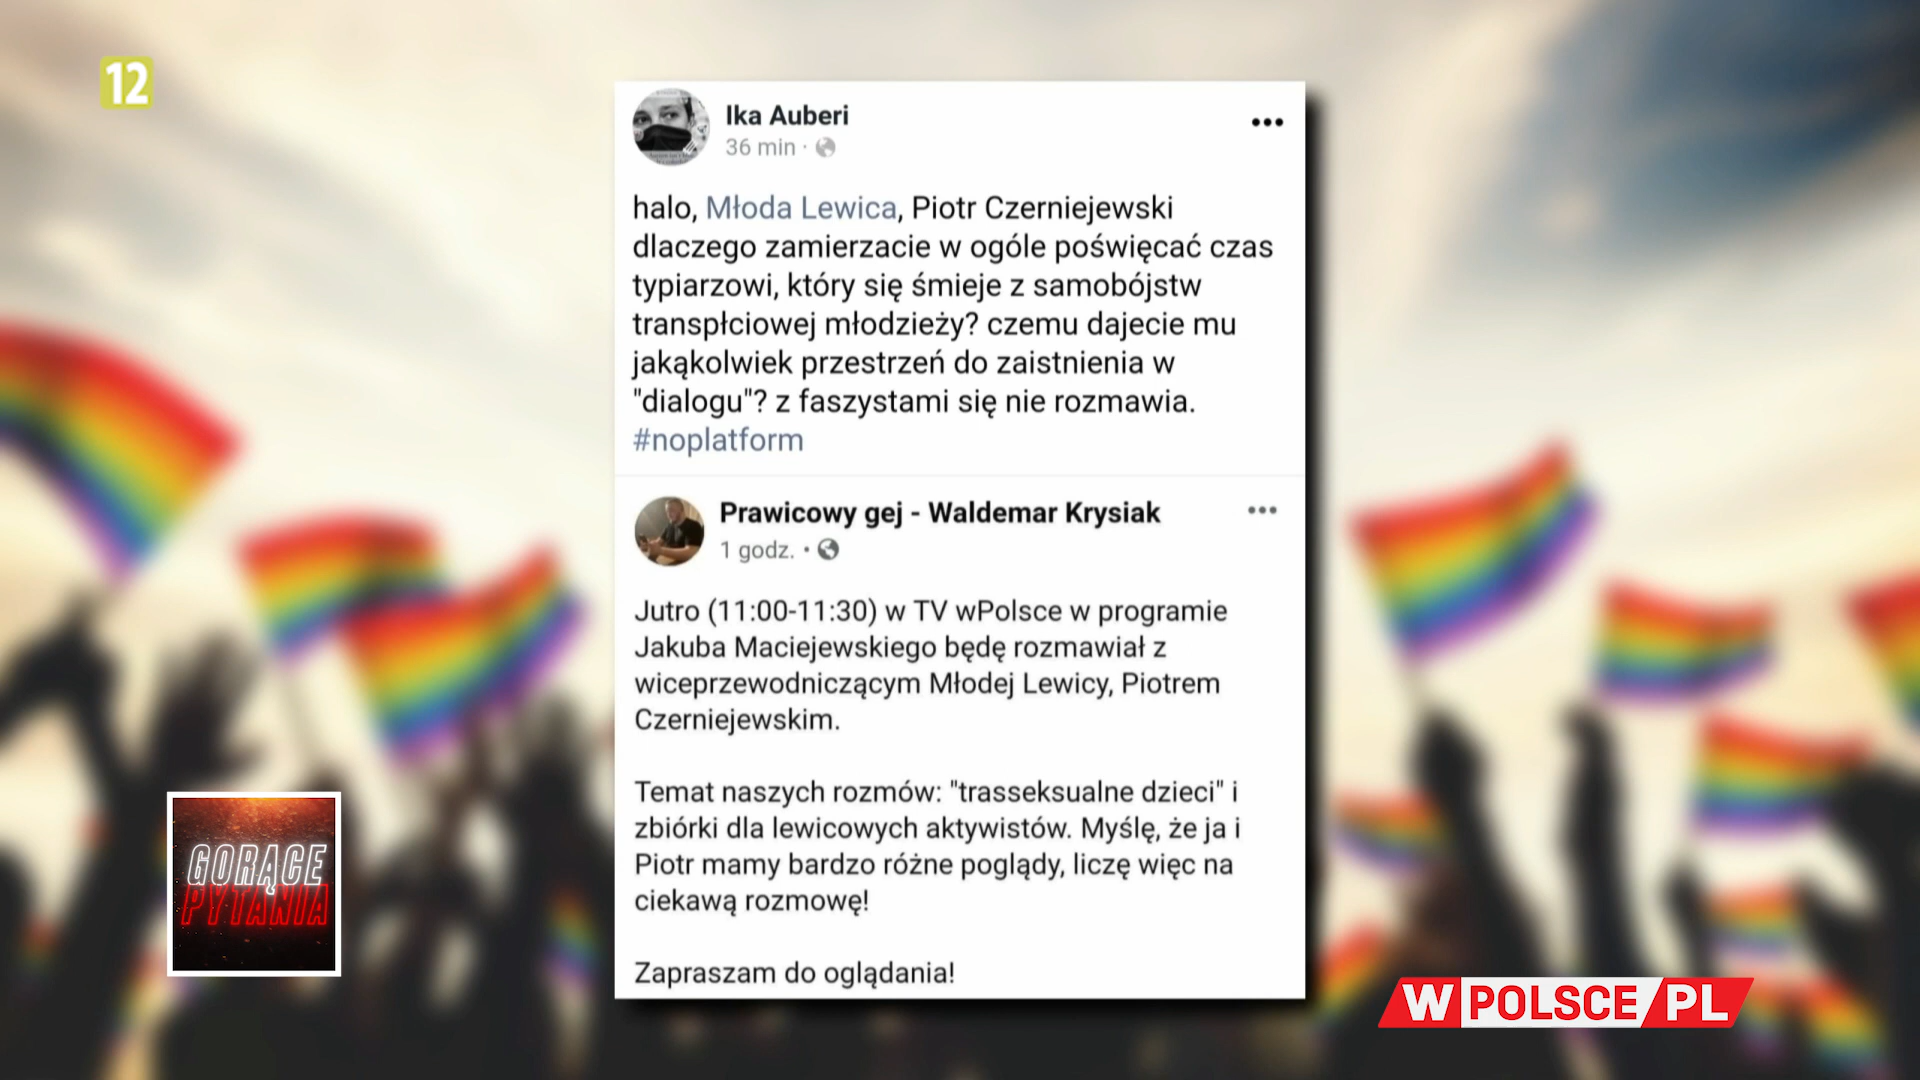 12
Ika Auberi
36 min ·
halo, Młoda Lewica, Piotr Czerniejewski
dlaczego zamierzacie w ogóle poświęcać czas
typiarzowi, który się śmieje z samobójstw
transpłciowej młodzieży? czemu dajecie mu
jakąkolwiek przestrzeń do zaistnienia w
"dialogu"? z faszystami się nie rozmawia.
#noplatform
Prawicowy gej - Waldemar Krysiak
1 godz. ·
Jutro (11:00-11:30) w TV wPolsce w programie
Jakuba Maciejewskiego będę rozmawiał z
wiceprzewodniczącym Młodej Lewicy, Piotrem
Czerniejewskim.
Temat naszych rozmów: "trasseksualne dzieci" i
zbiórki dla lewicowych aktywistów. Myślę, że ja i
Piotr mamy bardzo różne poglądy, liczę więc na
ciekawą rozmowę!
Zapraszam do oglądania!
GORĄCE
PYTANIA
W POLSCE/PL